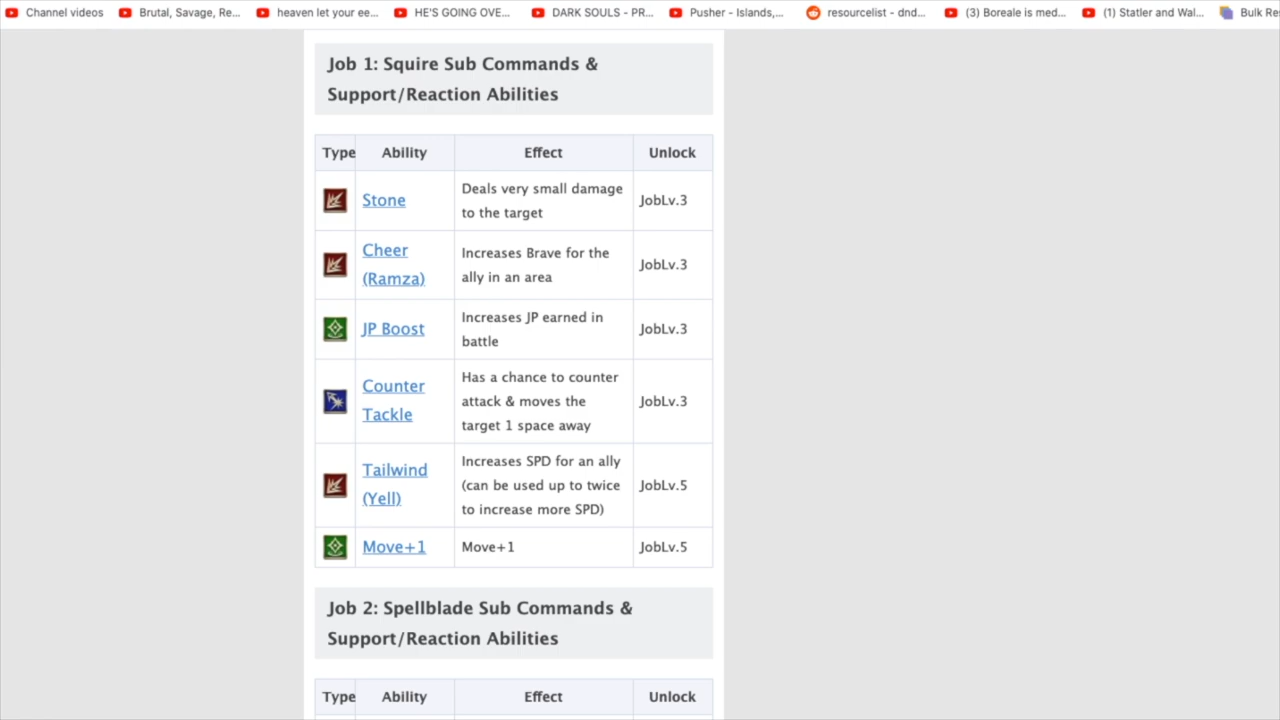 Channel videos Brutal, Savage, Re... heaven let your ee... HE'S GOING OVE... DARK SOULS - PR... Pusher - Islands,... resourcelist - dnd... (3) Boreale is med... (1) Statler and Wal... Bulk Re
Job 1: Squire Sub Commands &
Support/Reaction Abilities
Type Ability Effect Unlock
Stone Deals very small damage
to the target JobLv.3
Cheer
(Ramza) Increases Brave for the
ally in an area JobLv.3
JP Boost Increases JP earned in
battle JobLv.3
Counter
Tackle Has a chance to counter
attack & moves the
target 1 space away JobLv.3
Tailwind
(Yell) Increases SPD for an ally
(can be used up to twice
to increase more SPD) JobLv.5
Move+1 Move+1 JobLv.5
Job 2: Spellblade Sub Commands &
Support/Reaction Abilities
Type Ability Effect Unlock